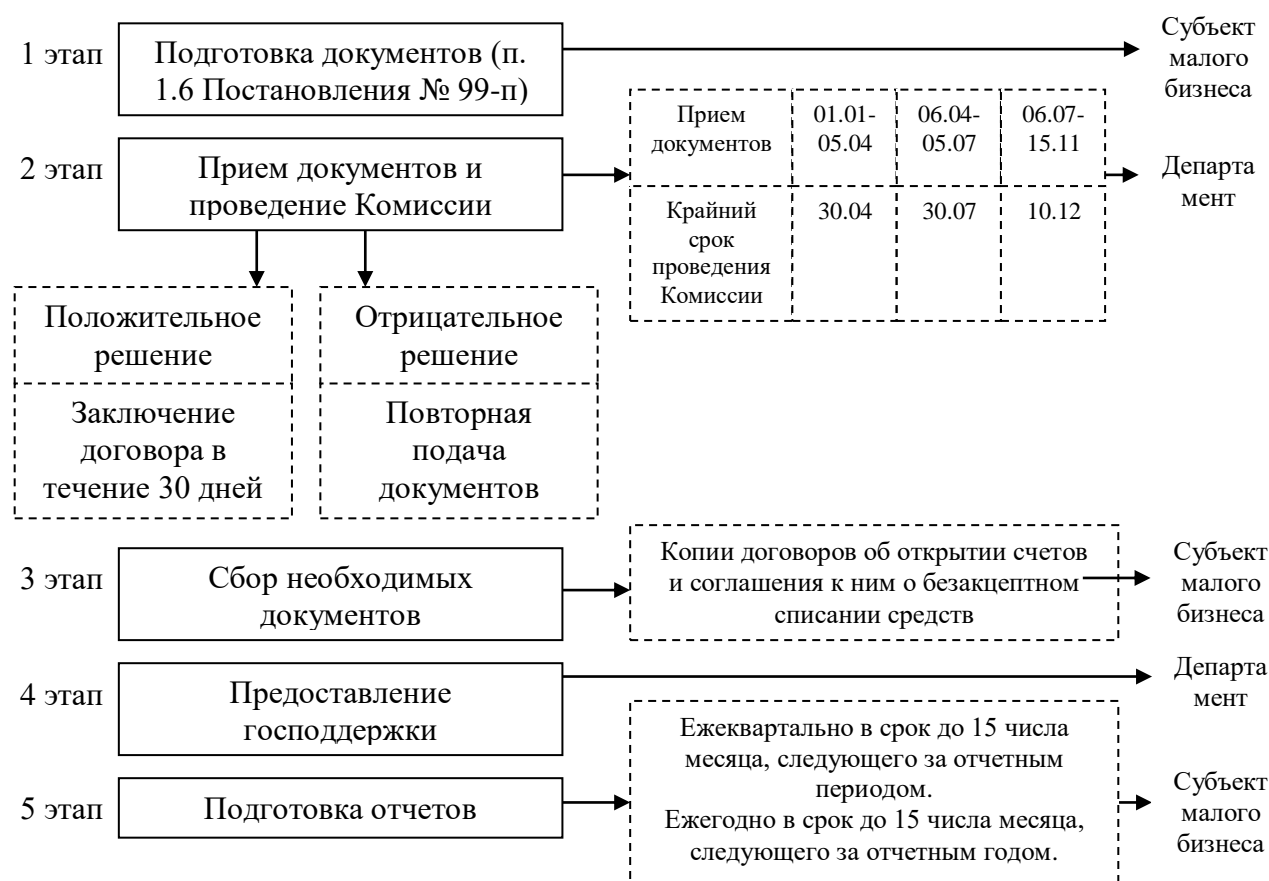 1 этап
Подготовка документов (п.
1.6 Постановления № 99-п)
Субъект
малого
бизнеса
2 этап
Прием документов и
проведение Комиссии
Прием
документов
01.01-
05.04
06.04-
05.07
06.07-
15.11
Крайний
срок
проведения
Комиссии
30.04
30.07
10.12
Департа
мент
Положительное
решение
Отрицательное
решение
Заключение
договора в
течение 30 дней
Повторная
подача
документов
3 этап
Сбор необходимых
документов
Копии договоров об открытии счетов
и соглашения к ним о безакцептном
списании средств
Субъект
малого
бизнеса
4 этап
Предоставление
господдержки
Департа
мент
5 этап
Подготовка отчетов
Ежеквартально в срок до 15 числа
месяца, следующего за отчетным
периодом.
Ежегодно в срок до 15 числа месяца,
следующего за отчетным годом.
Субъект
малого
бизнеса